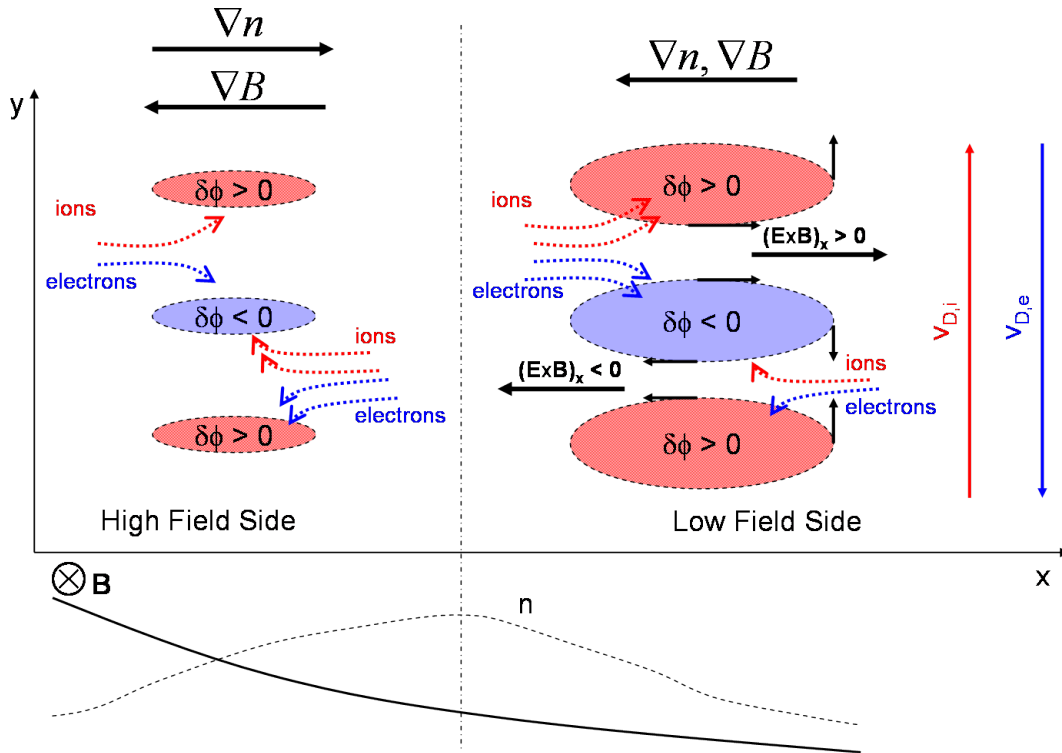 ∇n
∇B
∇n, ∇B
y
δϕ > 0
δϕ > 0
ions
ions
(ExB)x > 0
electrons
electrons
δϕ < 0
δϕ < 0
ions
(ExB)x < 0
ions
electrons
electrons
δϕ > 0
δϕ > 0
vD,i
vD,e
High Field Side
Low Field Side
x
B
n